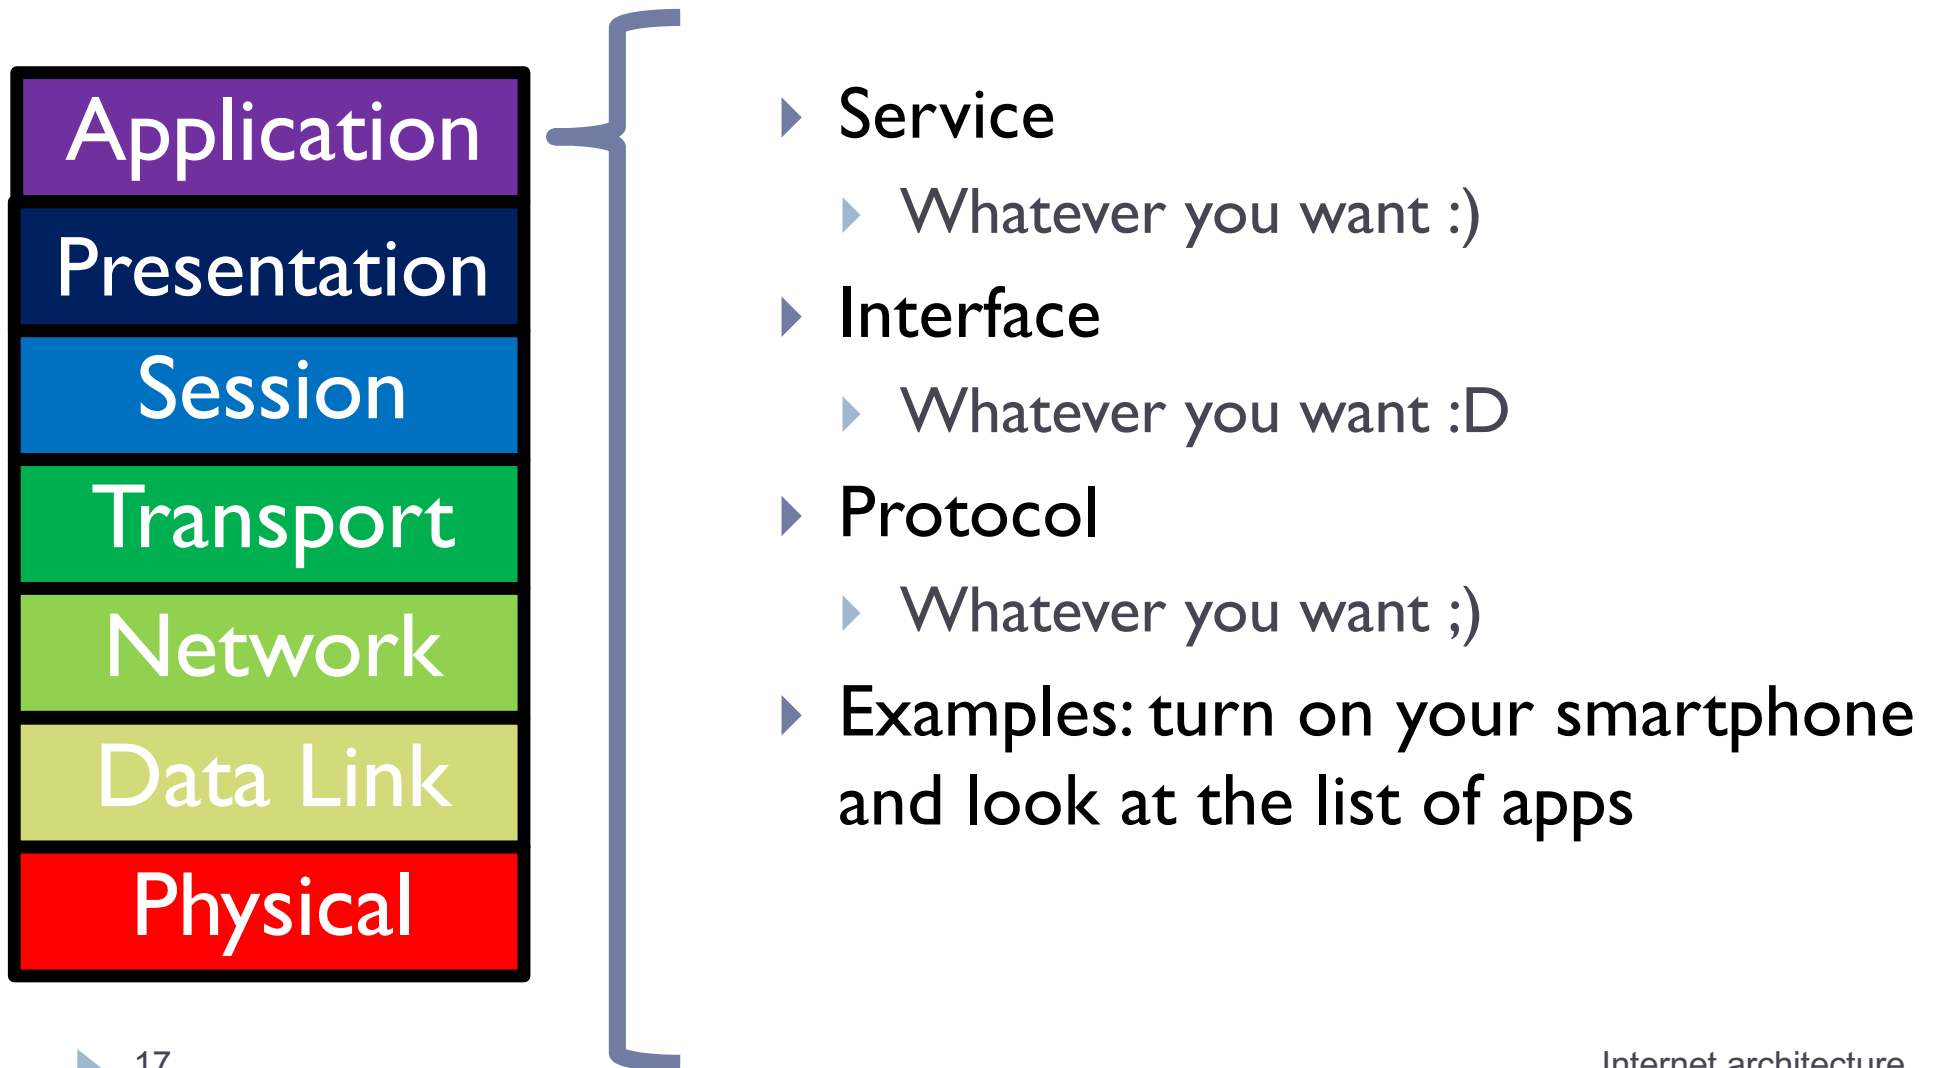 Application
Presentation
Session
Transport
Network
Data Link
Physical
Service
Whatever you want :)
Interface
Whatever you want :D
Protocol
Whatever you want ;)
Examples: turn on your smartphone
and look at the list of apps
17
Internet architecture